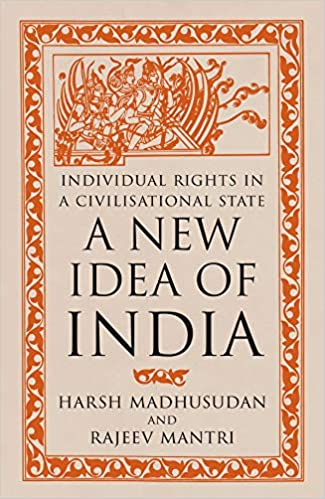 INDIVIDUAL RIGHTS IN
A CIVILISATIONAL STATE
A NEW
IDEA OF
INDIA
HARSH MADHUSUDAN
AND
RAJEEV MANTRI